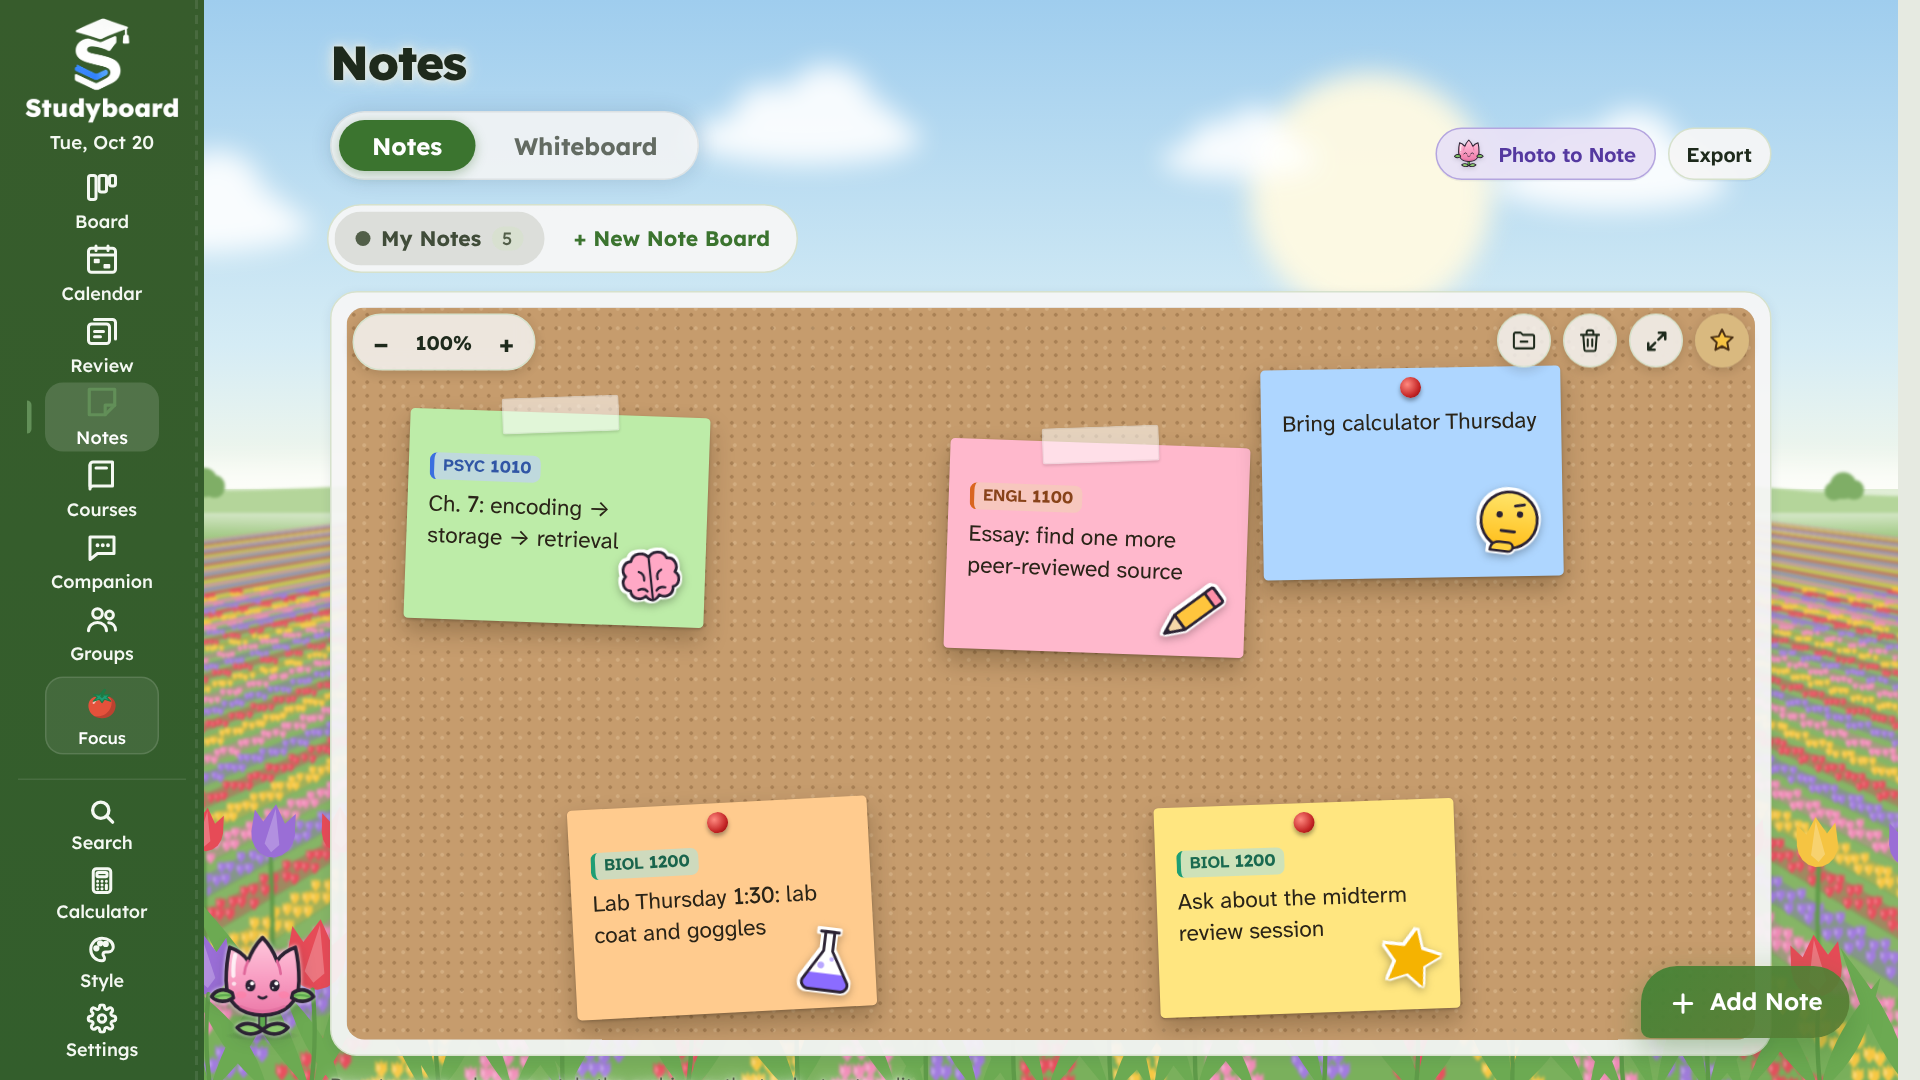 Studyboard
Tue, Oct 20
Board
Calendar
Review
Notes
Courses
Companion
Groups
Focus
Search
Calculator
Style
Settings
Notes
Notes
Whiteboard
Photo to Note
Export
My Notes 5
+ New Note Board
− 100% +
PSYC 1010
Ch. 7: encoding →
storage → retrieval
ENGL 1100
Essay: find one more
peer-reviewed source
Bring calculator Thursday
BIOL 1200
Lab Thursday 1:30: lab
coat and goggles
BIOL 1200
Ask about the midterm
review session
+ Add Note